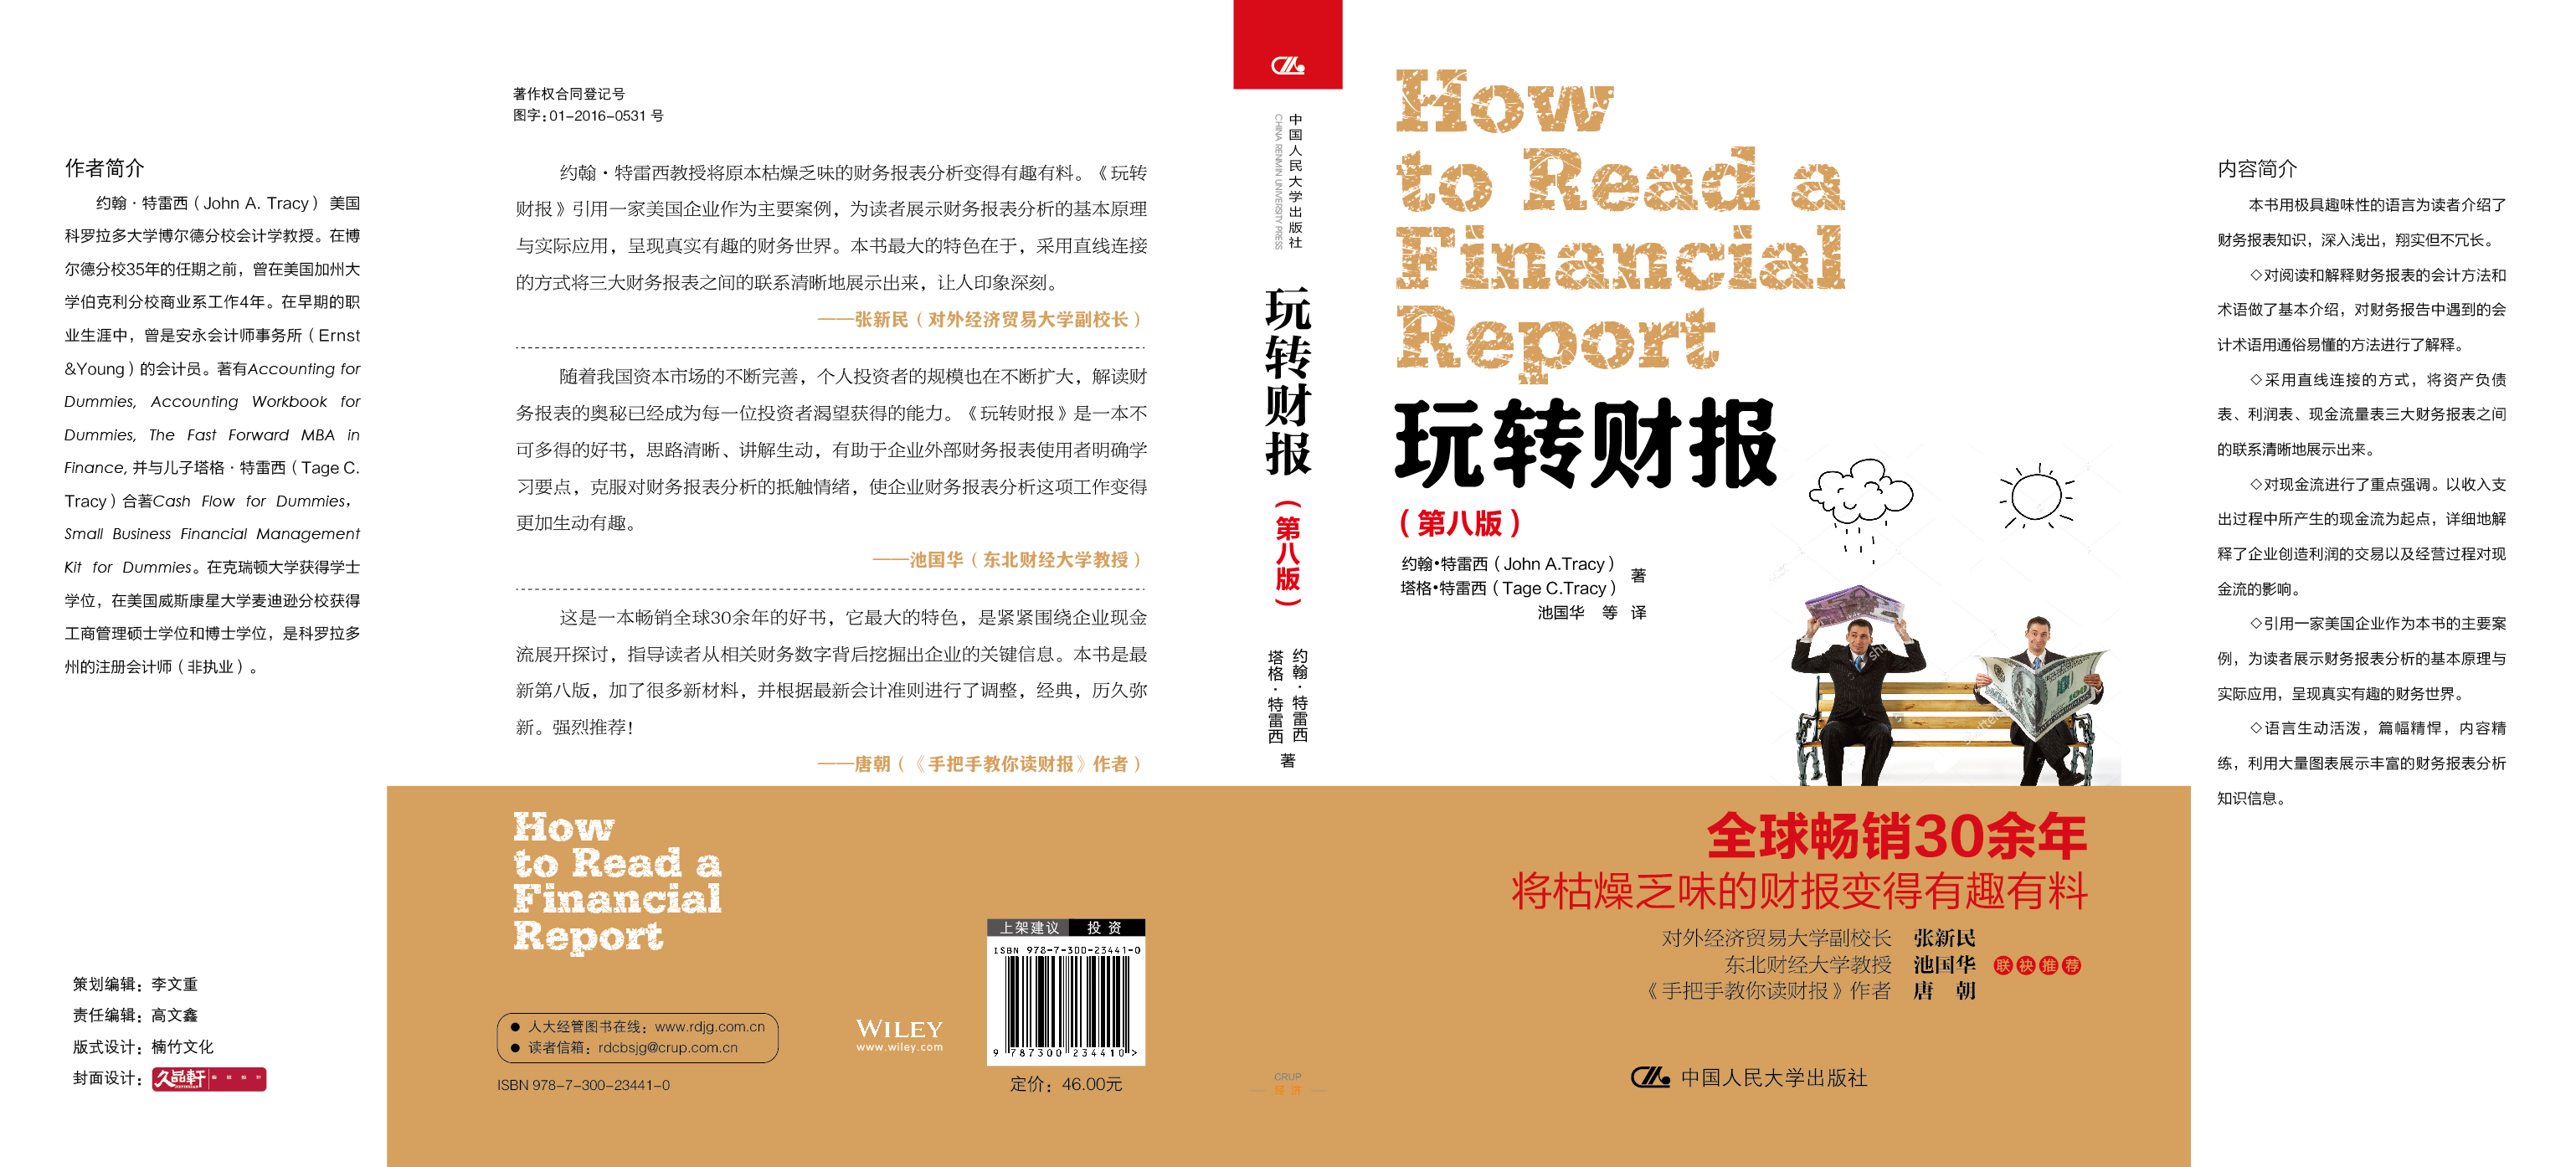 作者简介
约翰·特雷西（John A. Tracy） 美国
科罗拉多大学博尔德分校会计学教授。在博
尔德分校35年的任期之前，曾在美国加州大
学伯克利分校商业系工作4年。在早期的职
业生涯中，曾是安永会计师事务所（Ernst
&Young）的会计员。著有Accounting for
Dummies, Accounting Workbook for
Dummies, The Fast Forward MBA in
Finance, 并与儿子塔格·特雷西（Tage C.
Tracy）合著Cash Flow for Dummies，
Small Business Financial Management
Kit for Dummies。在克瑞顿大学获得学士
学位，在美国威斯康星大学麦迪逊分校获得
工商管理硕士学位和博士学位，是科罗拉多
州的注册会计师（非执业）。
策划编辑：李文重
责任编辑：高文鑫
版式设计：楠竹文化
封面设计：久品軒
著作权合同登记号
图字：01-2016-0531 号
约翰·特雷西教授将原本枯燥乏味的财务报表分析变得有趣有料。《玩转
财报》引用一家美国企业作为主要案例，为读者展示财务报表分析的基本原理
与实际应用，呈现真实有趣的财务世界。本书最大的特色在于，采用直线连接
的方式将三大财务报表之间的联系清晰地展示出来，让人印象深刻。
——张新民（对外经济贸易大学副校长）
随着我国资本市场的不断完善，个人投资者的规模也在不断扩大，解读财
务报表的奥秘已经成为每一位投资者渴望获得的能力。《玩转财报》是一本不
可多得的好书，思路清晰、讲解生动，有助于企业外部财务报表使用者明确学
习要点，克服对财务报表分析的抵触情绪，使企业财务报表分析这项工作变得
更加生动有趣。
——池国华（东北财经大学教授）
这是一本畅销全球30余年的好书，它最大的特色，是紧紧围绕企业现金
流展开探讨，指导读者从相关财务数字背后挖掘出企业的关键信息。本书是最
新第八版，加了很多新材料，并根据最新会计准则进行了调整，经典，历久弥
新。强烈推荐！
——唐朝（《手把手教你读财报》作者）
How
to Read a
Financial
Report
● 人大经管图书在线：www.rdjg.com.cn
● 读者信箱：rdcbsjg@crup.com.cn
ISBN 978-7-300-23441-0
WILEY
www.wiley.com
上架建议 投 资
ISBN 978-7-300-23441-0
9 787300 234410 >
定价：46.00元
中国人民大学出版社
CHINA RENMIN UNIVERSITY PRESS
玩转财报
（第八版）
约翰·特雷西
塔格·特雷西
著
CRUP
经 济
How
to Read a
Financial
Report
玩转财报
（第八版）
约翰•特雷西（John A.Tracy）
塔格•特雷西（Tage C.Tracy）
著
池国华 等 译
全球畅销30余年
将枯燥乏味的财报变得有趣有料
对外经济贸易大学副校长 张新民
东北财经大学教授 池国华
《手把手教你读财报》作者 唐 朝
联袂推荐
中国人民大学出版社
内容简介
本书用极具趣味性的语言为读者介绍了
财务报表知识，深入浅出，翔实但不冗长。
◇对阅读和解释财务报表的会计方法和
术语做了基本介绍，对财务报告中遇到的会
计术语用通俗易懂的方法进行了解释。
◇采用直线连接的方式，将资产负债
表、利润表、现金流量表三大财务报表之间
的联系清晰地展示出来。
◇对现金流进行了重点强调。以收入支
出过程中所产生的现金流为起点，详细地解
释了企业创造利润的交易以及经营过程对现
金流的影响。
◇引用一家美国企业作为本书的主要案
例，为读者展示财务报表分析的基本原理与
实际应用，呈现真实有趣的财务世界。
◇语言生动活泼，篇幅精悍，内容精
练，利用大量图表展示丰富的财务报表分析
知识信息。